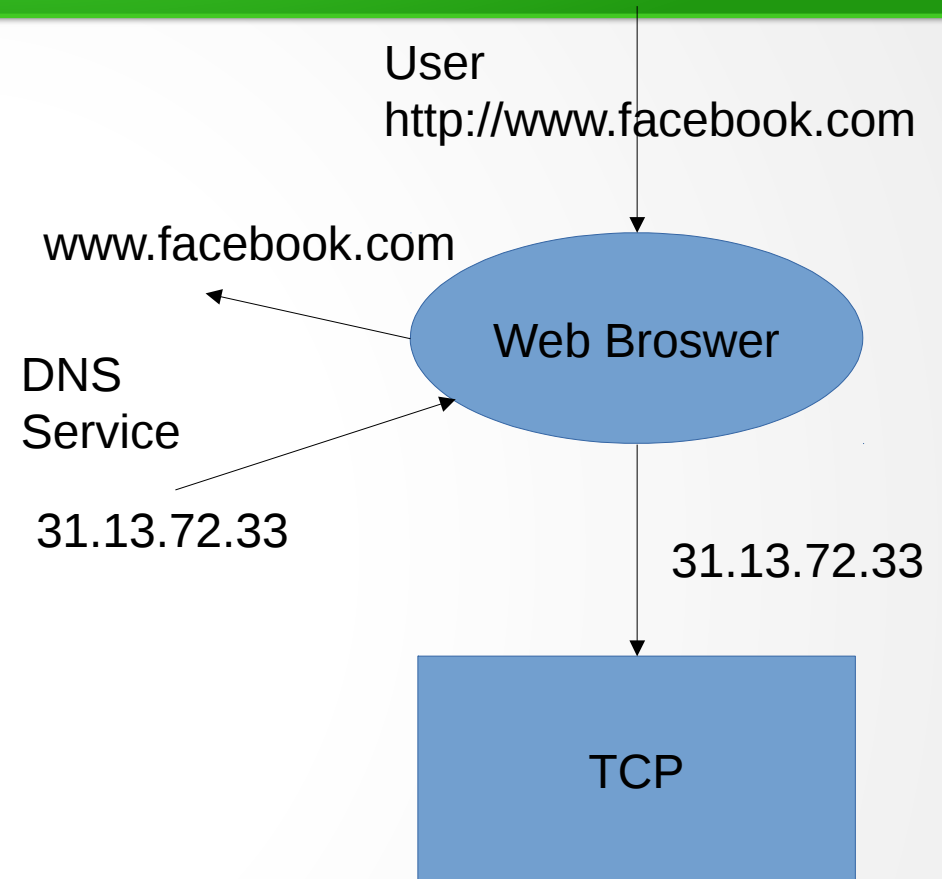 User
http://www.facebook.com
www.facebook.com
Web Broswer
DNS
Service
31.13.72.33
31.13.72.33
TCP